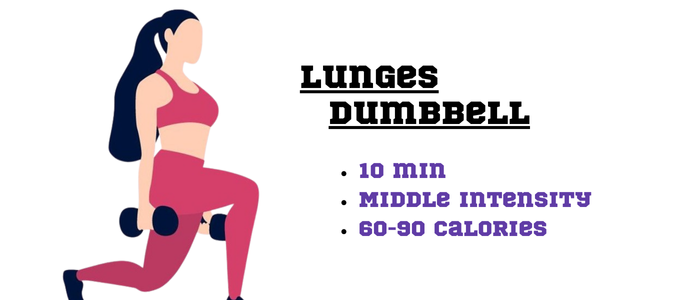 Lunges
Dumbbell
• 10 min
• Middle Intensity
• 60-90 Calories